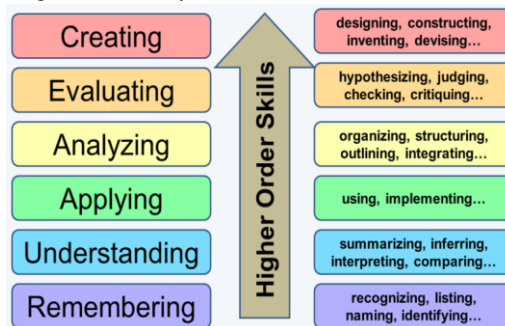 Creating
designing, constructing,
inventing, devising...
Evaluating
hypothesizing, judging,
checking, critiquing...
Analyzing
organizing, structuring,
outlining, integrating...
Applying
using, implementing...
Understanding
summarizing, inferring,
interpreting, comparing...
Remembering
recognizing, listing,
naming, identifying...
Higher Order Skills